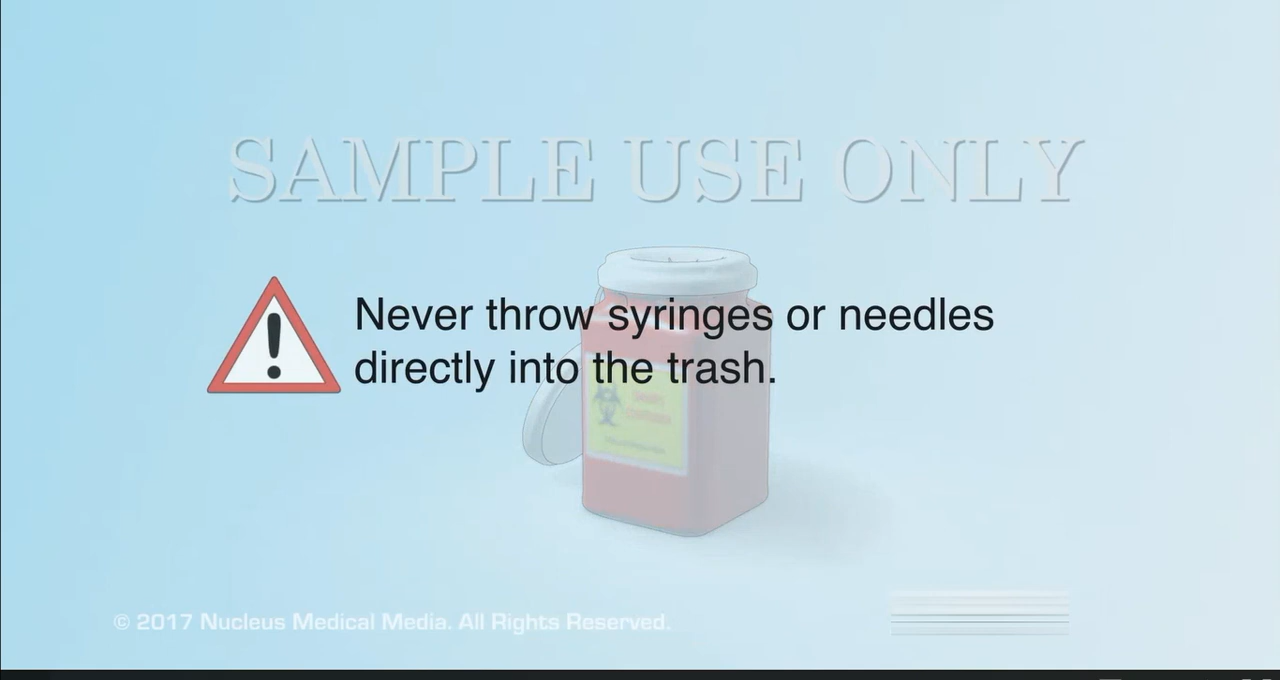 SAMPLE USE ONLY
Never throw syringes or needles
directly into the trash.
© 2017 Nucleus Medical Media. All Rights Reserved.